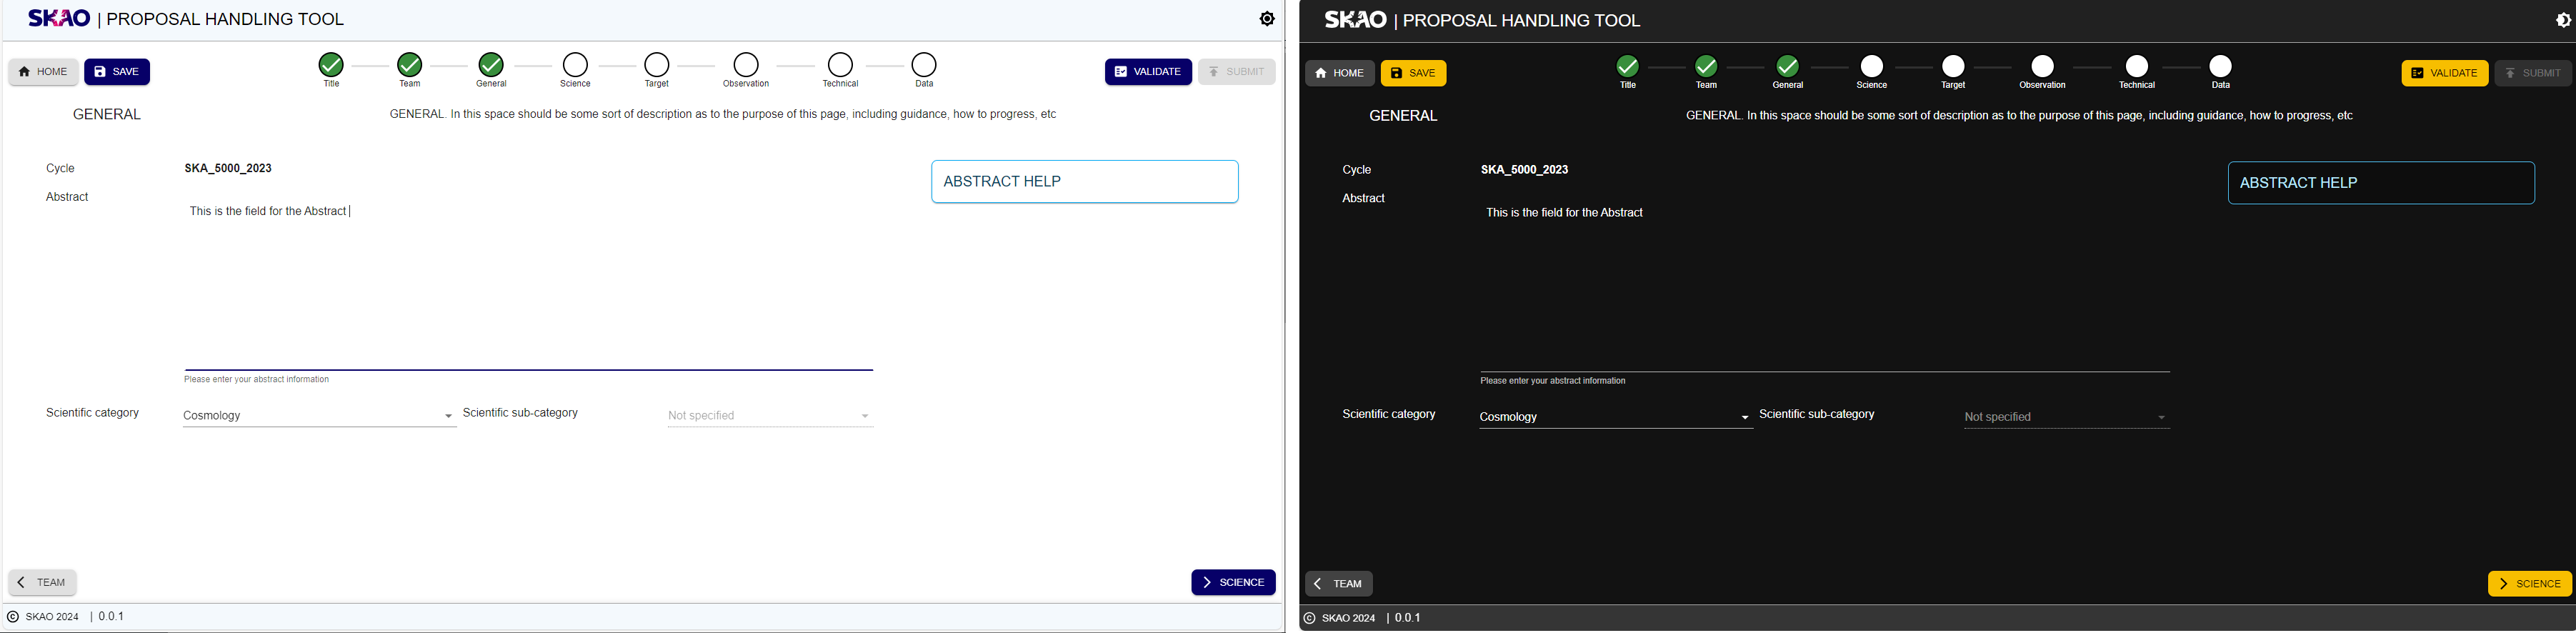 SKAO | PROPOSAL HANDLING TOOL
HOME
SAVE
Title
Team
General
Science
Target
Observation
Technical
Data
VALIDATE
SUBMIT
GENERAL
GENERAL. In this space should be some sort of description as to the purpose of this page, including guidance, how to progress, etc
Cycle
SKA_5000_2023
ABSTRACT HELP
Abstract
This is the field for the Abstract
Please enter your abstract information
Scientific category
Cosmology
Scientific sub-category
Not specified
TEAM
SCIENCE
© SKAO 2024 | 0.0.1
SKAO | PROPOSAL HANDLING TOOL
HOME
SAVE
Title
Team
General
Science
Target
Observation
Technical
Data
VALIDATE
SUBMIT
GENERAL
GENERAL. In this space should be some sort of description as to the purpose of this page, including guidance, how to progress, etc
Cycle
SKA_5000_2023
ABSTRACT HELP
Abstract
This is the field for the Abstract
Please enter your abstract information
Scientific category
Cosmology
Scientific sub-category
Not specified
TEAM
SCIENCE
© SKAO 2024 | 0.0.1